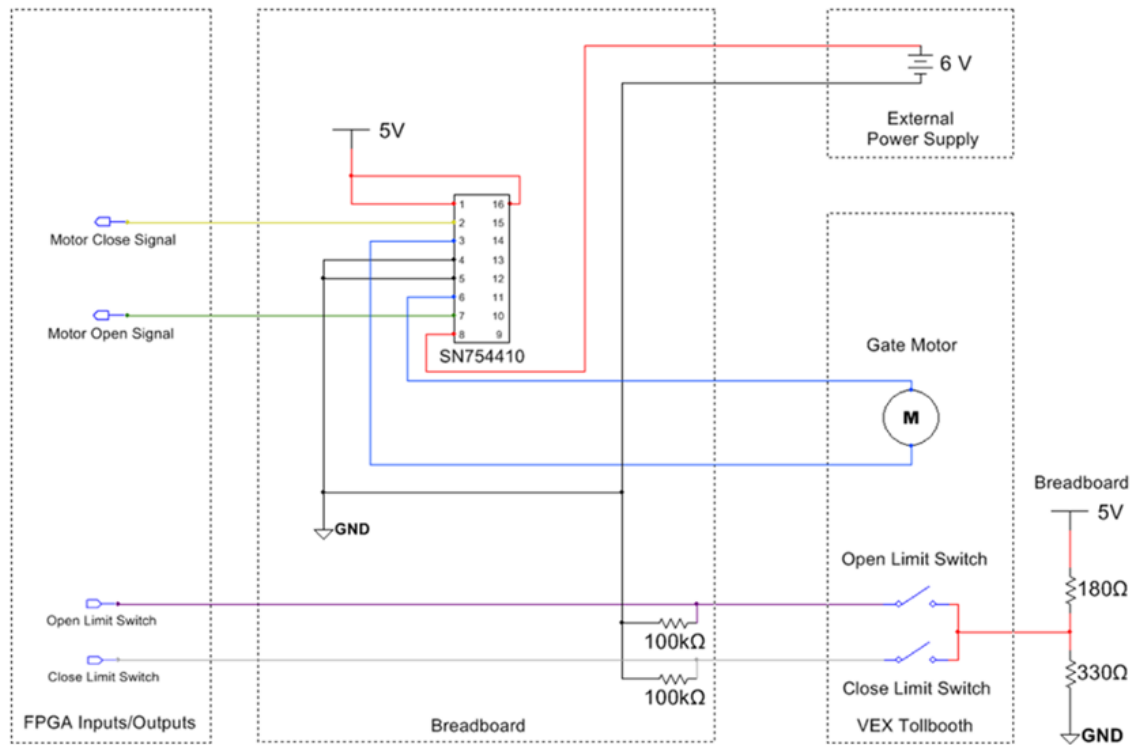 6 V
External
Power Supply
5V
1 16
2 15
3 14
4 13
5 12
6 11
7 10
8 9
SN754410
Motor Close Signal
Motor Open Signal
Gate Motor
M
GND
Breadboard
5V
180Ω
330Ω
GND
Open Limit Switch
Close Limit Switch
Open Limit Switch
100kΩ
Close Limit Switch
100kΩ
FPGA Inputs/Outputs
Breadboard
VEX Tollbooth